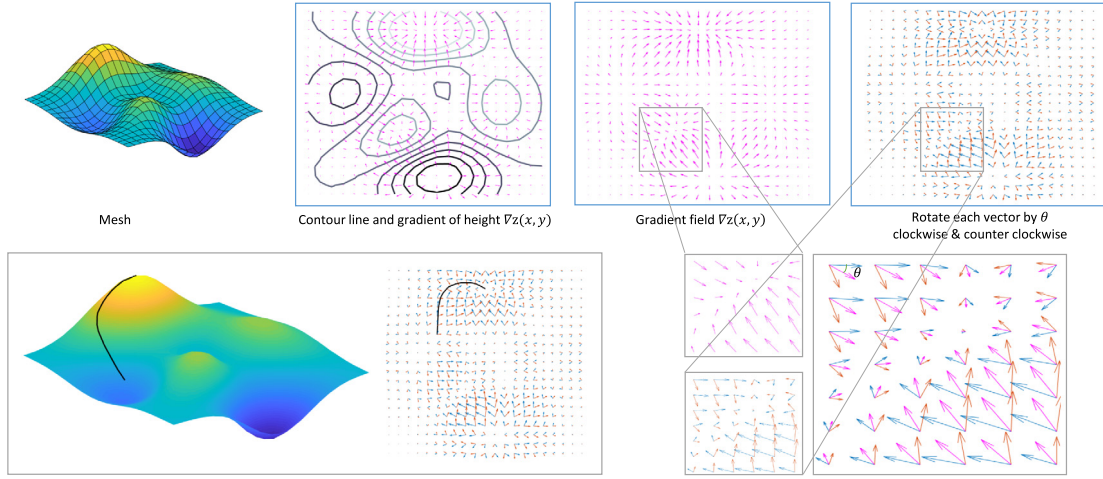 Mesh
Contour line and gradient of height ∇z(x, y)
Gradient field ∇z(x, y)
Rotate each vector by θ
clockwise & counter clockwise
θ